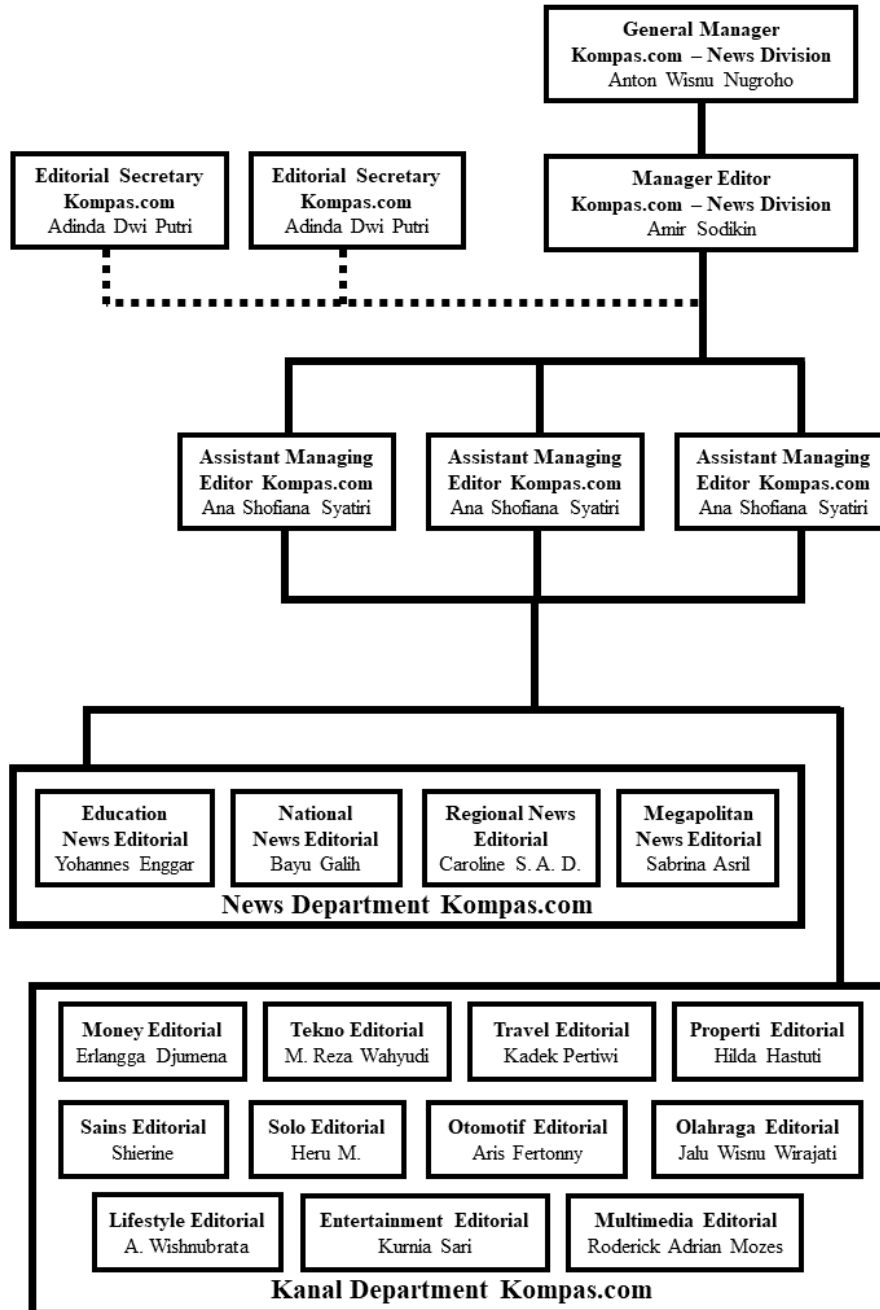 General Manager
Kompas.com – News Division
Anton Wisnu Nugroho
Editorial Secretary
Kompas.com
Adinda Dwi Putri
Editorial Secretary
Kompas.com
Adinda Dwi Putri
Manager Editor
Kompas.com – News Division
Amir Sodikin
Assistant Managing
Editor Kompas.com
Ana Shofiana Syatiri
Assistant Managing
Editor Kompas.com
Ana Shofiana Syatiri
Assistant Managing
Editor Kompas.com
Ana Shofiana Syatiri
Education
News Editorial
Yohannes Enggar
National
News Editorial
Bayu Galih
Regional News
Editorial
Caroline S. A. D.
Megapolitan
News Editorial
Sabrina Asril
News Department Kompas.com
Money Editorial
Erlangga Djumena
Tekno Editorial
M. Reza Wahyudi
Travel Editorial
Kadek Pertiwi
Properti Editorial
Hilda Hastuti
Sains Editorial
Shierine
Solo Editorial
Heru M.
Otomotif Editorial
Aris Fertonny
Olahraga Editorial
Jalu Wisnu Wirajati
Lifestyle Editorial
A. Wishnubrata
Entertainment Editorial
Kurnia Sari
Multimedia Editorial
Roderick Adrian Mozes
Kanal Department Kompas.com